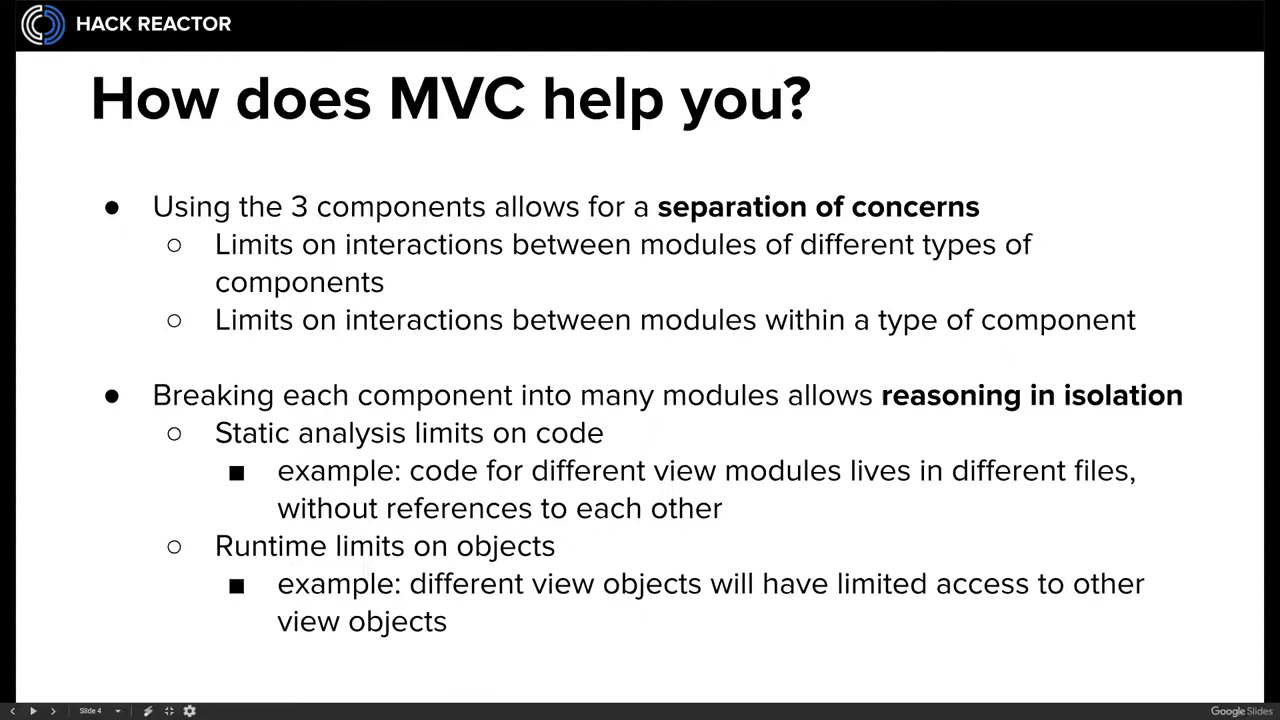 HACK REACTOR
How does MVC help you?
● Using the 3 components allows for a separation of concerns
○ Limits on interactions between modules of different types of
components
○ Limits on interactions between modules within a type of component
● Breaking each component into many modules allows reasoning in isolation
○ Static analysis limits on code
■ example: code for different view modules lives in different files,
without references to each other
○ Runtime limits on objects
■ example: different view objects will have limited access to other
view objects
Slide 4
Google Slides